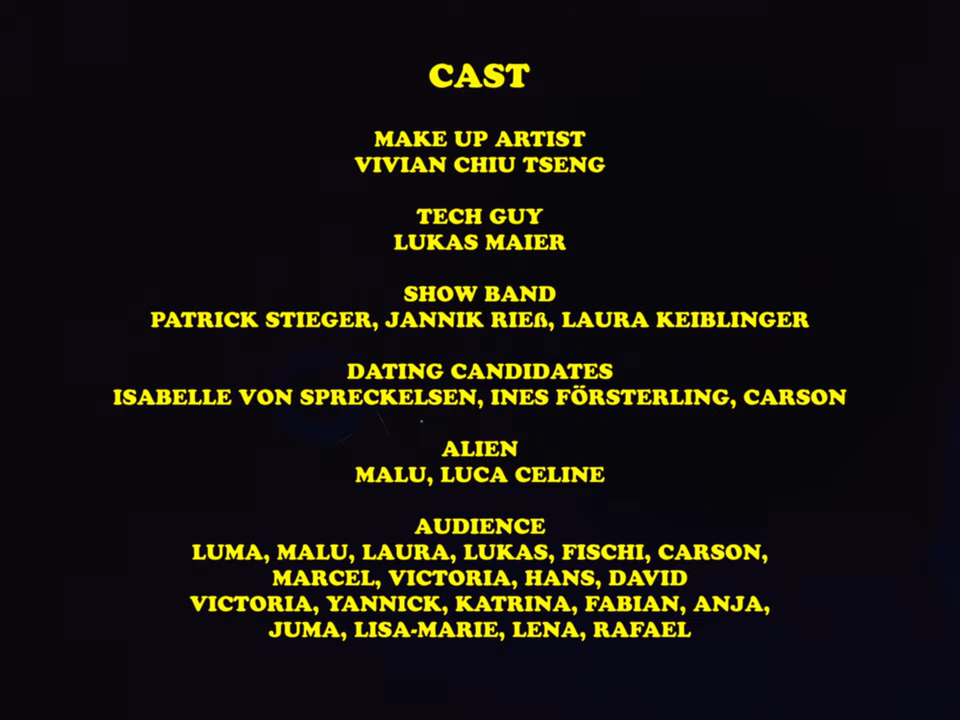 CAST
MAKE UP ARTIST
VIVIAN CHIU TSENG
TECH GUY
LUKAS MAIER
SHOW BAND
PATRICK STIEGER, JANNIK RIEß, LAURA KEIBLINGER
DATING CANDIDATES
ISABELLE VON SPRECKELSEN, INES FÖRSTERLING, CARSON
ALIEN
MALU, LUCA CELINE
AUDIENCE
LUMA, MALU, LAURA, LUKAS, FISCHI, CARSON,
MARCEL, VICTORIA, HANS, DAVID
VICTORIA, YANNICK, KATRINA, FABIAN, ANJA,
JUMA, LISA-MARIE, LENA, RAFAEL